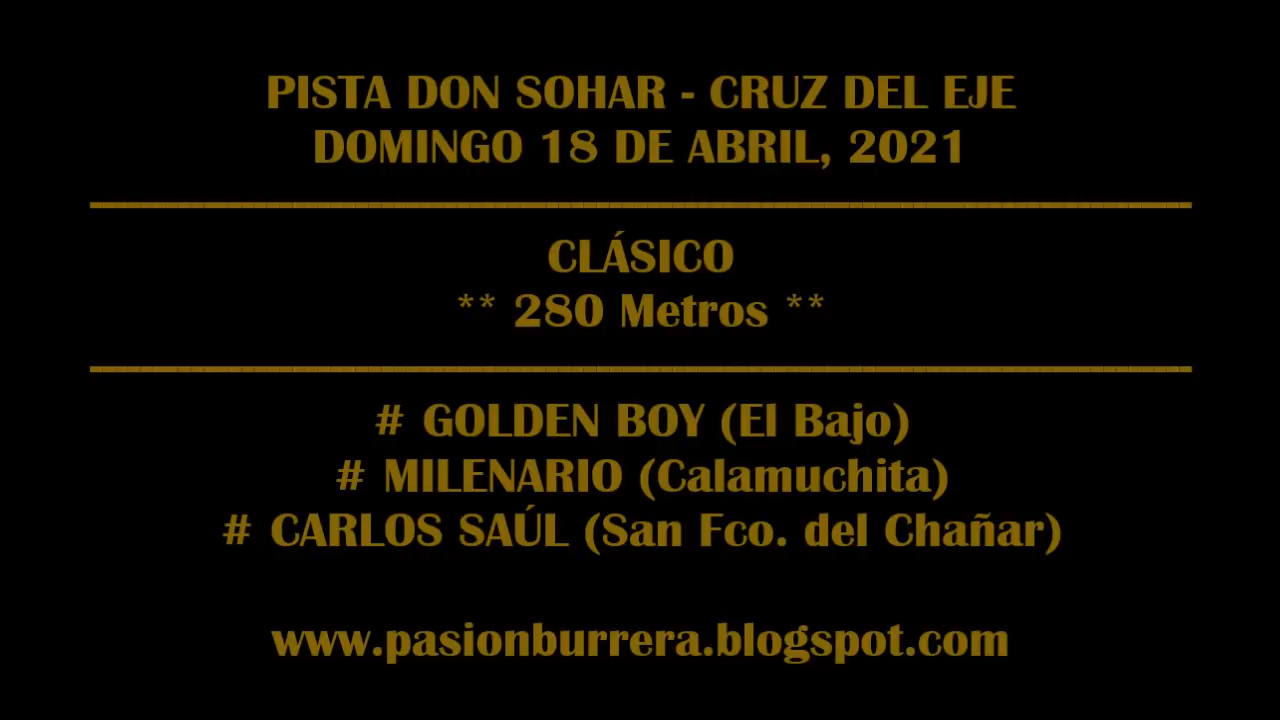 PISTA DON SOHAR - CRUZ DEL EJE
DOMINGO 18 DE ABRIL, 2021
CLÁSICO
** 280 Metros **
# GOLDEN BOY (El Bajo)
# MILENARIO (Calamuchita)
# CARLOS SAÚL (San Fco. del Chañar)
www.pasionburrera.blogspot.com